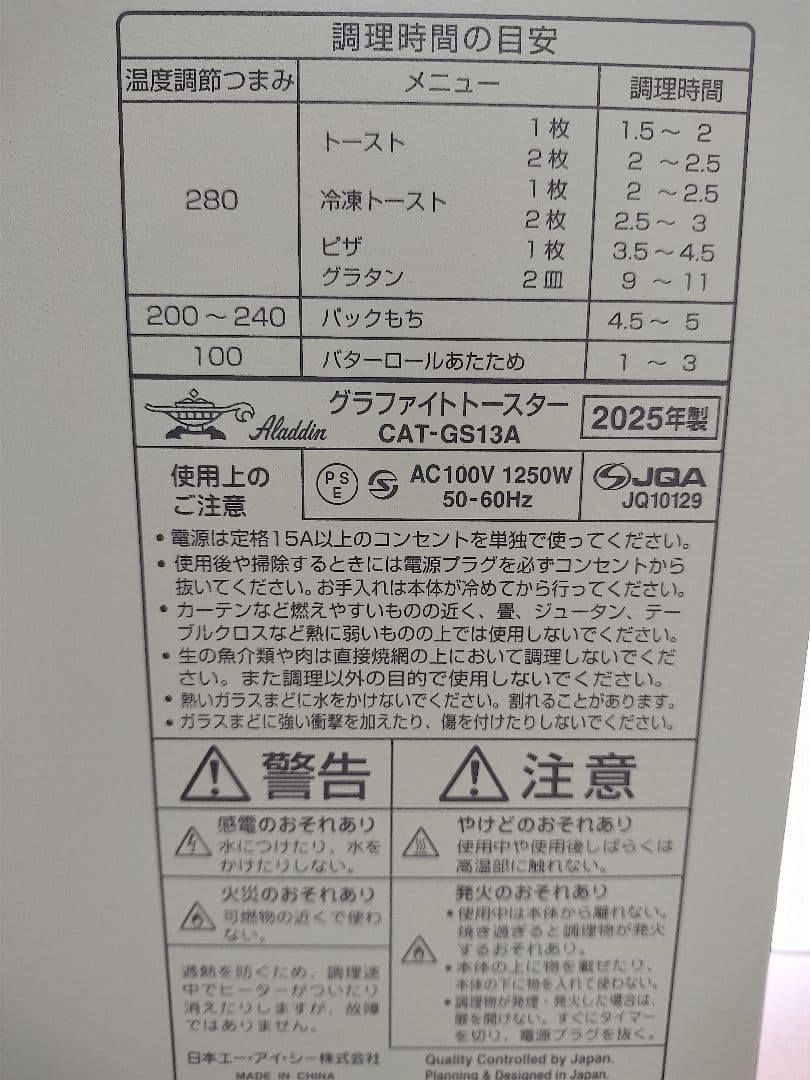 調理時間の目安
温度調節つまみ メニュー 調理時間
280 トースト 1枚 1.5～ 2
2枚 2 ～2.5
冷凍トースト 1枚 2 ～2.5
2枚 2.5～ 3
ピザ 1枚 3.5～4.5
グラタン 2皿 9 ～ 11
200～240 パックもち 4.5～ 5
100 バターロールあたため 1 ～ 3
Aladdin グラファイトトースター
CAT-GS13A 2025年製
使用上の
ご注意
PSE
AC100V 1250W
50-60Hz
JQA
JQ10129
・電源は定格15A以上のコンセントを単独で使ってください。
・使用後や掃除するときには電源プラグを必ずコンセントから
抜いてください。お手入れは本体が冷めてから行ってください。
・カーテンなど燃えやすいものの近く、畳、ジュータン、テー
ブルクロスなど熱に弱いものの上では使用しないでください。
・生の魚介類や肉は直接焼網の上において調理しないでくだ
さい。また調理以外の目的で使用しないでください。
・熱いガラスまどに水をかけないでください。割れることがあります。
・ガラスまどに強い衝撃を加えたり、傷を付けたりしないでください。
警告
感電のおそれあり
水につけたり、水を
かけたりしない。
火災のおそれあり
可燃物の近くで使わ
ない。
過熱を防ぐため、調理途
中でヒーターがついたり
消えたりしますが、故障
ではありません。
注意
やけどのおそれあり
使用中や使用後しばらくは
高温部に触れない。
発火のおそれあり
・使用中は本体から離れない。
焼き過ぎると調理物が発火
するおそれあり。
・本体の上に物を載せたり、
本体の下に物を入れて使わない。
・調理物が発煙・発火した場合は、
扉を開けない。すぐにタイマー
を切り、電源プラグを抜く。
日本エー・アイ・シー株式会社
MADE IN CHINA
Quality Controlled by Japan.
Planning & Designed in Japan.